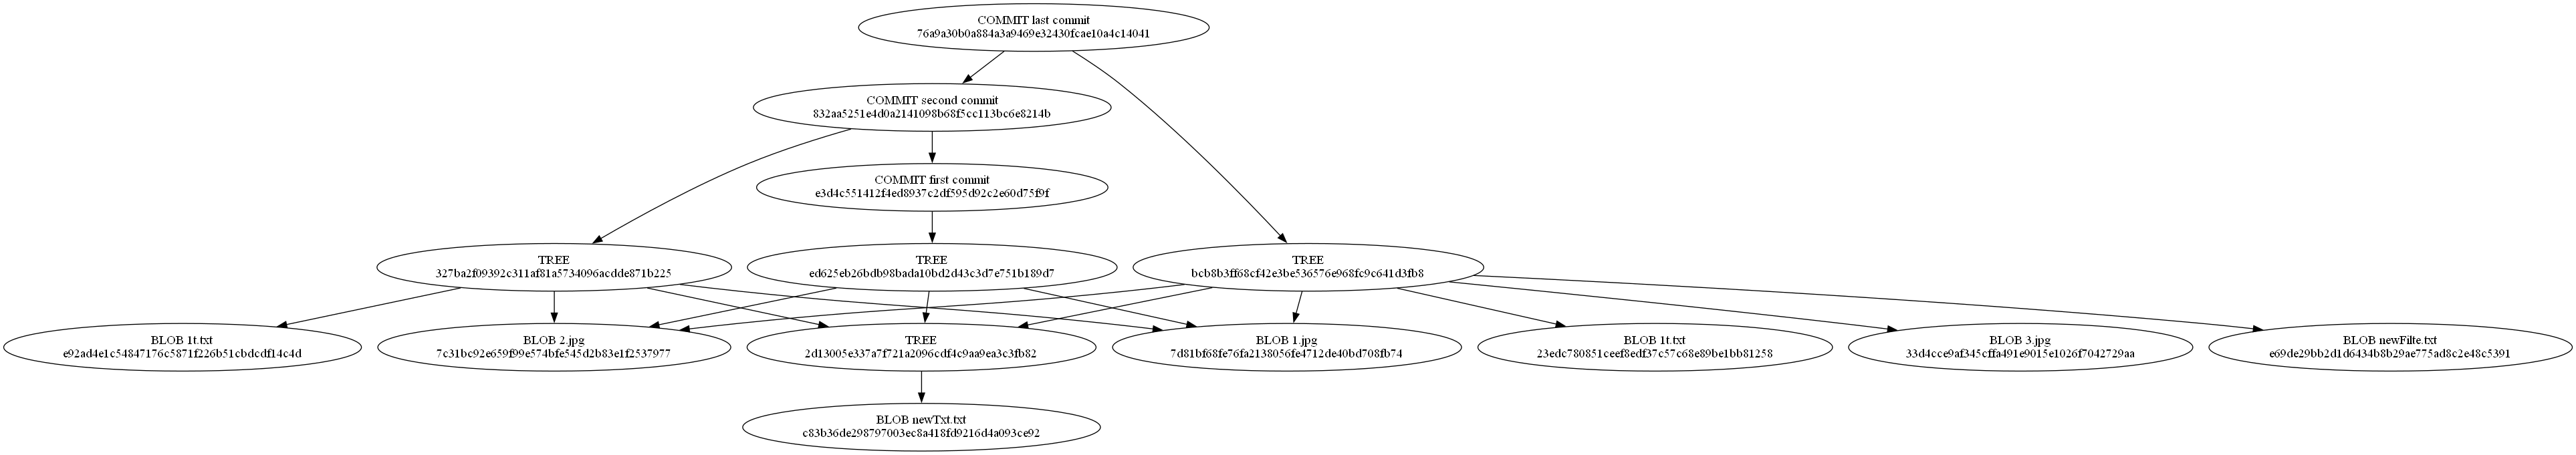 COMMIT last commit
76a9a30b0a884a3a9469e32430fcae10a4c14041
COMMIT second commit
832aa5251e4d0a2141098b68f5cc113bc6e8214b
COMMIT first commit
e3d4c551412f4ed8937c2df595d92c2e60d75f9f
TREE
327ba2f09392c311af81a5734096acdde871b225
TREE
ed625eb26bdb98bada10bd2d43c3d7e751b189d7
TREE
bcb8b3ff68cf42e3be536576e968fc9c641d3fb8
BLOB 1t.txt
e92ad4e1c54847176c5871f226b51cbdcdf14c4d
BLOB 2.jpg
7c31bc92e659f99e574bfe545d2b83e1f2537977
TREE
2d13005e337a7f721a2096cdf4c9aa9ea3c3fb82
BLOB 1.jpg
7d81bf68fe76fa2138056fe4712de40bd708fb74
BLOB 1t.txt
23edc780851ceef8edf37c57c68e89be1bb81258
BLOB 3.jpg
33d4cce9af345cffa491e9015e1026f7042729aa
BLOB newFilte.txt
e69de29bb2d1d6434b8b29ae775ad8c2e48c5391
BLOB newTxt.txt
c83b36de298797003ec8a418fd9216d4a093ce92